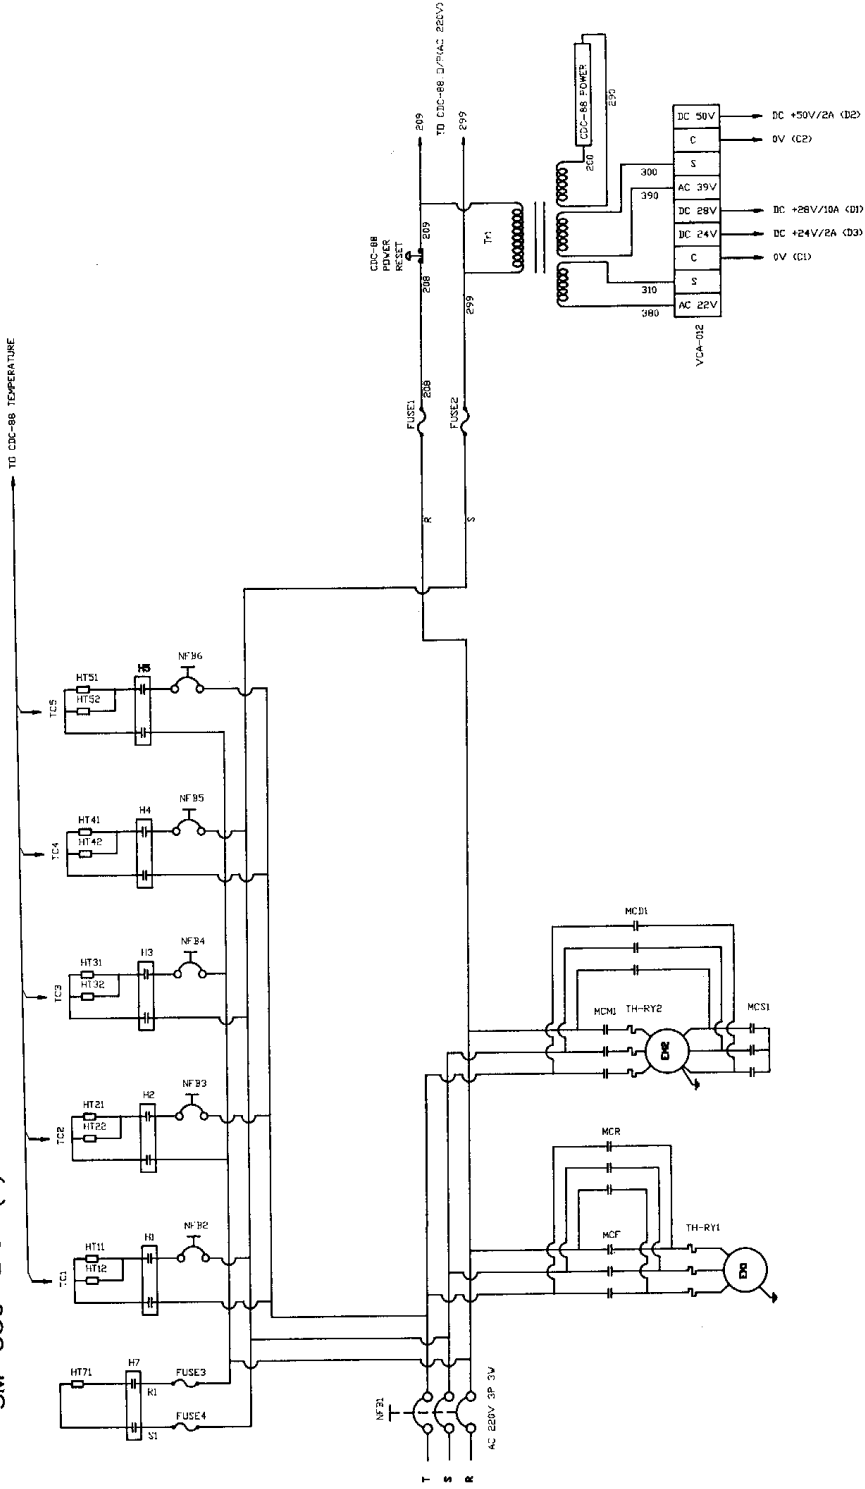 TO CDC-88 TEMPERATURE
TC1
TC2
TC3
TC4
TC5
HT71
H7
R1
S1
FUSE3
FUSE4
HT11
HT12
H1
NFB2
HT21
HT22
H2
NFB3
HT31
HT32
H3
NFB4
HT41
HT42
H4
NFB5
HT51
HT52
H5
NFB6
NFB1
AC 220V 3P 3W
T
S
R
MCR
MCF
TH-RY1
EM1
MCD1
MCM1
TH-RY2
EM2
MCS1
R
S
FUSE1
FUSE2
208
208
209
209
299
299
CDC-88
POWER
RESET
TO CDC-88 O/P(AC 220V)
Tr1
CDC-88 POWER
200
290
300
390
310
380
DC 50V
C
S
AC 39V
DC 28V
DC 24V
C
S
AC 22V
VCA-012
DC +50V/2A (D2)
0V (C2)
DC +28V/10A (D1)
DC +24V/2A (D3)
0V (C1)